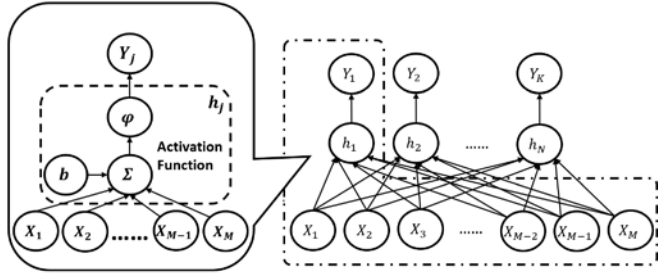 Y_j
h_j
φ
Activation
Function
b
Σ
X_1
X_2
......
X_{M-1}
X_M
Y_1
Y_2
Y_K
h_1
h_2
......
h_N
X_1
X_2
X_3
......
X_{M-2}
X_{M-1}
X_M